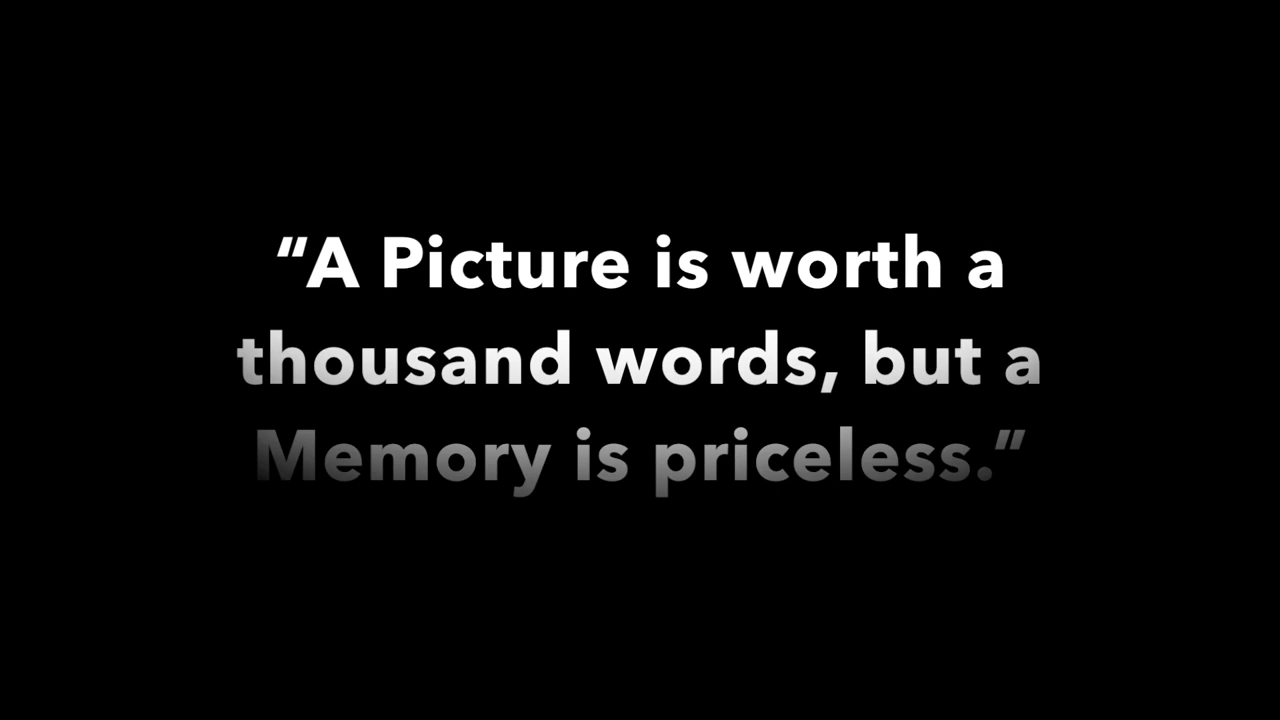 “A Picture is worth a
thousand words, but a
Memory is priceless.”